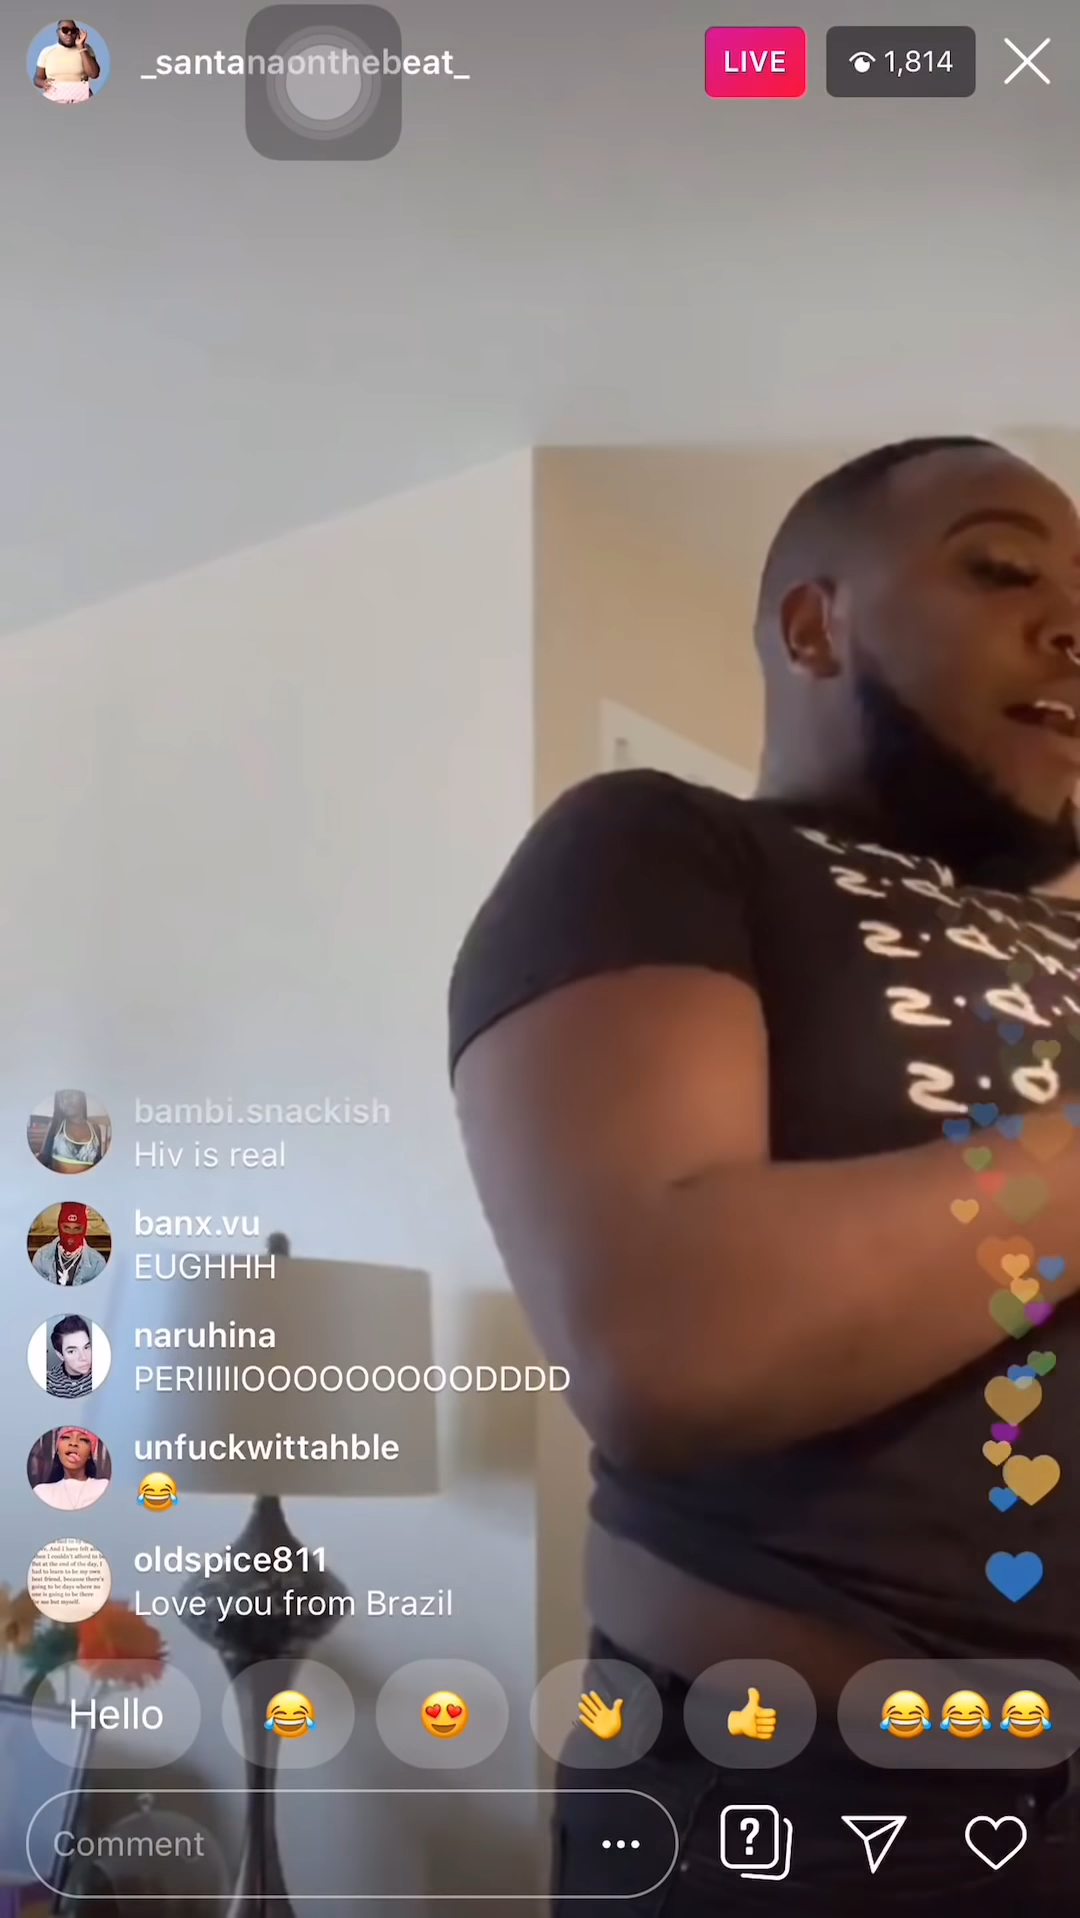 _santanaonthebeat_
LIVE
1,814
bambi.snackish
Hiv is real
banx.vu
EUGHHH
naruhina
PERIIIIIOOOOOOOOODDDD
unfuckwittahble
😂
oldspice811
Love you from Brazil
Hello 😂 😍 👋 👍 😂😂😂
Comment